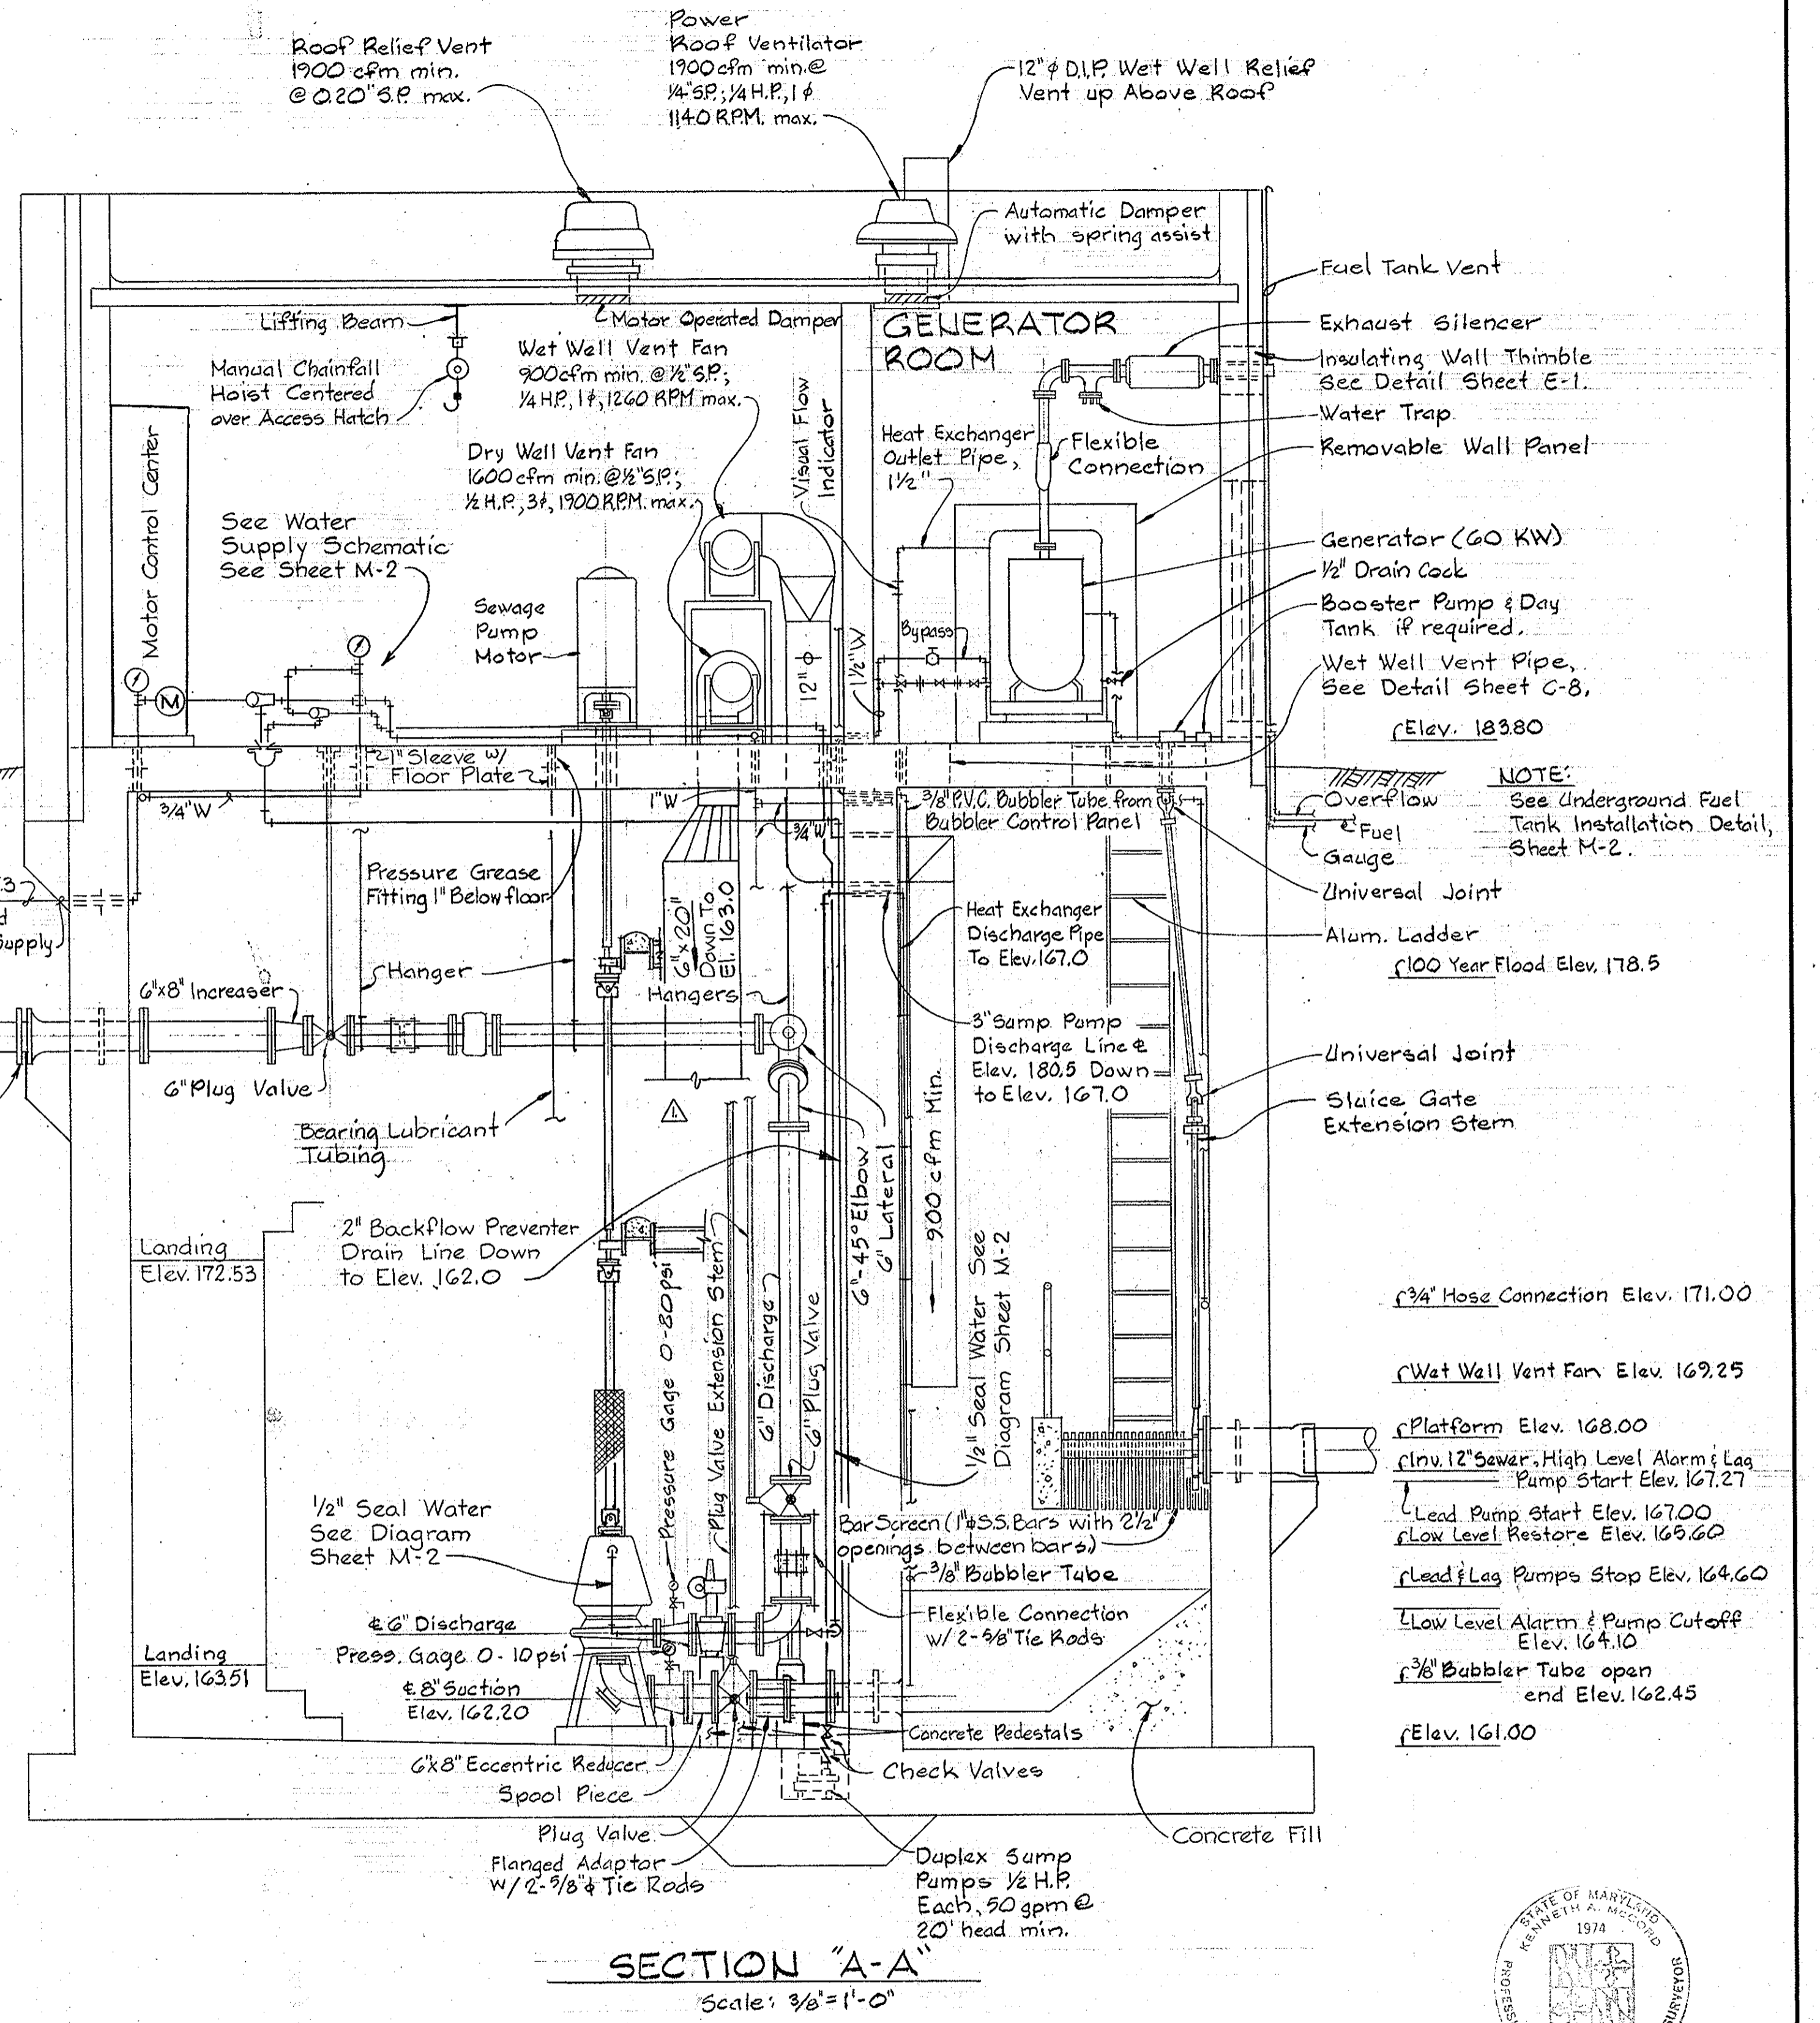 Roof Relief Vent
1900 cfm min.
@ 0.20" S.P. max.
Power
Roof Ventilator
1900 cfm min. @
1/4" S.P.; 1/4 H.P., 1 φ
1140 R.P.M. max.
12" φ D.I.P. Wet Well Relief
Vent up Above Roof
Automatic Damper
with spring assist
Fuel Tank Vent
Lifting Beam
Motor Operated Damper
GENERATOR
ROOM
Exhaust Silencer
Insulating Wall Thimble
See Detail Sheet E-1.
Water Trap
Removable Wall Panel
Manual Chainfall
Hoist Centered
over Access Hatch
Wet Well Vent Fan
900 cfm min. @ 1/2" S.P.;
1/4 H.P., 1 φ, 1260 RPM max.
Visual Flow
Indicator
Heat Exchanger
Outlet Pipe,
1 1/2"
Flexible
Connection
Motor Control Center
Dry Well Vent Fan
1600 cfm min. @ 1/2" S.P.;
1/2 H.P., 3 φ, 1900 R.P.M. max.
See Water
Supply Schematic
See Sheet M-2
Generator (60 KW)
1/2" Drain Cock
Booster Pump & Day
Tank if required.
Wet Well Vent Pipe,
See Detail Sheet C-8.
Elev. 183.80
Sewage
Pump
Motor
12" φ
1 1/2" W
Bypass
M
2 1" Sleeve w/
Floor Plate
3/4" W
1" W
3/4" W
3/8" P.V.C. Bubbler Tube from
Bubbler Control Panel
Overflow
Fuel
Gauge
NOTE:
See Underground Fuel
Tank Installation Detail,
Sheet M-2.
Universal Joint
Pressure Grease
Fitting 1" Below floor
6"x20"
Down To
El. 163.0
Heat Exchanger
Discharge Pipe
To Elev. 167.0
Alum. Ladder
100 Year Flood Elev. 178.5
Supply
Hanger
Hangers
6"x8" Increaser
3" Sump Pump
Discharge Line ℄
Elev. 180.5 Down
to Elev. 167.0
Universal Joint
6" Plug Valve
Sluice Gate
Extension Stem
Bearing Lubricant
Tubing
1
6"-45° Elbow
6" Lateral
900 cfm Min.
2" Backflow Preventer
Drain Line Down
to Elev. 162.0
Landing
Elev. 172.53
Pressure Gage 0-80psi
Plug Valve Extension Stem
6" Discharge
6" Plug Valve
1/2" Seal Water See
Diagram Sheet M-2
3/4" Hose Connection Elev. 171.00
Wet Well Vent Fan Elev. 169.25
Platform Elev. 168.00
Inv. 12" Sewer, High Level Alarm & Lag
Pump Start Elev. 167.27
Lead Pump Start Elev. 167.00
Low Level Restore Elev. 165.60
Lead & Lag Pumps Stop Elev. 164.60
Low Level Alarm & Pump Cutoff
Elev. 164.10
3/8" Bubbler Tube open
end Elev. 162.45
Elev. 161.00
1/2" Seal Water
See Diagram
Sheet M-2
Bar Screen (1" φ S.S. Bars with 2 1/2"
openings between bars)
3/8" Bubbler Tube
℄ 6" Discharge
Press. Gage 0-10 psi
Flexible Connection
w/ 2-5/8" Tie Rods
Landing
Elev. 163.51
℄ 8" Suction
Elev. 162.20
Concrete Pedestals
6"x8" Eccentric Reducer
Check Valves
Spool Piece
Plug Valve
Flanged Adaptor
w/ 2-5/8" φ Tie Rods
Duplex Sump
Pumps 1/2 H.P.
Each, 50 gpm @
20' head min.
Concrete Fill
SECTION "A-A"
Scale: 3/8"=1'-0"
STATE OF MARYLAND
KENNETH A. McCORD
1974